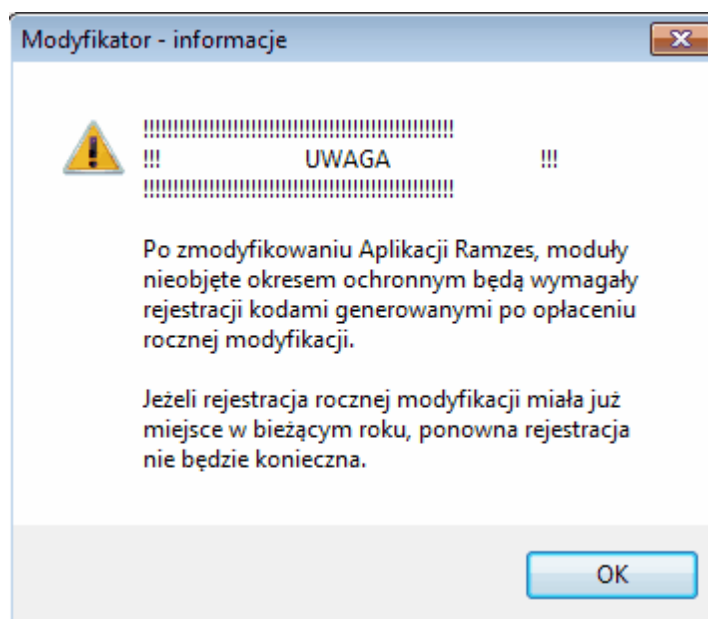 Modyfikator - informacje
!!!!!!!!!!!!!!!!!!!!!!!!!!!!!!!!!!!!!!!!!!!!!!!!!!!!
!!! UWAGA !!!
!!!!!!!!!!!!!!!!!!!!!!!!!!!!!!!!!!!!!!!!!!!!!!!!!!!!
Po zmodyfikowaniu Aplikacji Ramzes, moduły
nieobjęte okresem ochronnym będą wymagały
rejestracji kodami generowanymi po opłaceniu
rocznej modyfikacji.
Jeżeli rejestracja rocznej modyfikacji miała już
miejsce w bieżącym roku, ponowna rejestracja
nie będzie konieczna.
OK